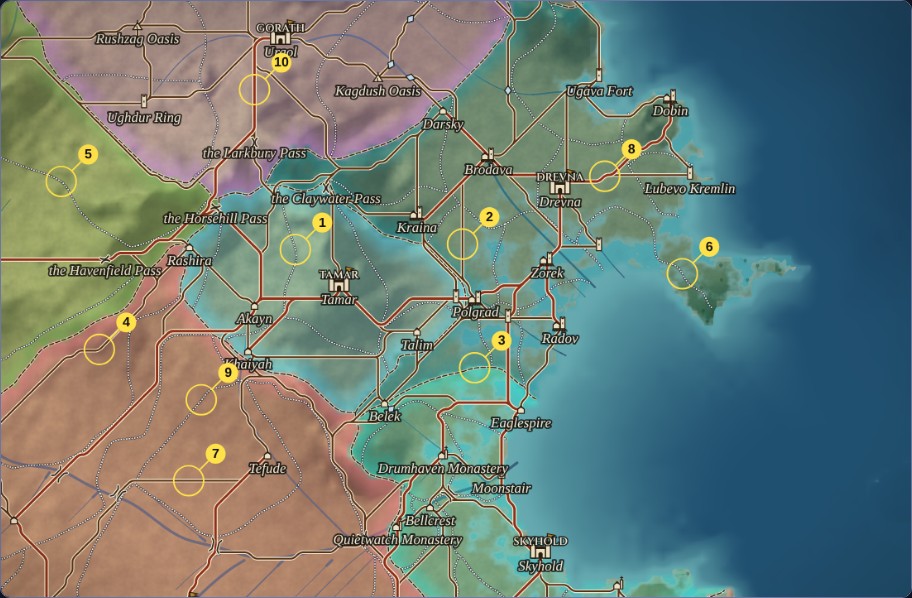 GORATH
Urgol
Rushzag Oasis
10
Kagdush Oasis
Ugava Fort
Dobin
Ughdur Ring
Darsky
8
the Larkbury Pass
5
Brodava
DREVNA
Drevna
Lubevo Kremlin
the Claywater Pass
the Horsehill Pass
1
2
Kraina
6
Rashira
the Havenfield Pass
TAMAR
Tamar
Zorek
Akayn
Polgrad
4
Talim
3
Radov
Khaiyah
9
Belek
Eaglespire
7
Tefude
Drumhaven Monastery
Moonstair
Bellcrest
Quietwatch Monastery
SKYHOLD
Skyhold